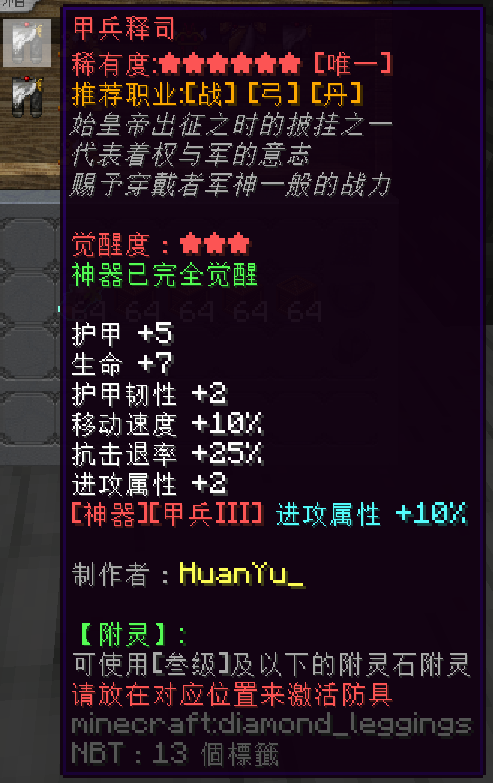 甲兵释司
稀有度:★★★★★★ [唯一]
推荐职业:[战] [弓] [丹]
始皇帝出征之时的披挂之一
代表着权与军的意志
赐予穿戴者军神一般的战力
觉醒度：★★★
神器已完全觉醒
64 64 64 64 64
护甲 +5
生命 +7
护甲韧性 +2
移动速度 +10%
抗击退率 +25%
进攻属性 +2
[神器][甲兵III] 进攻属性 +10%
制作者：HuanYu_
【附灵】:
可使用[叁级]及以下的附灵石附灵
请放在对应位置来激活防具
minecraft:diamond_leggings
NBT：13 個標籤